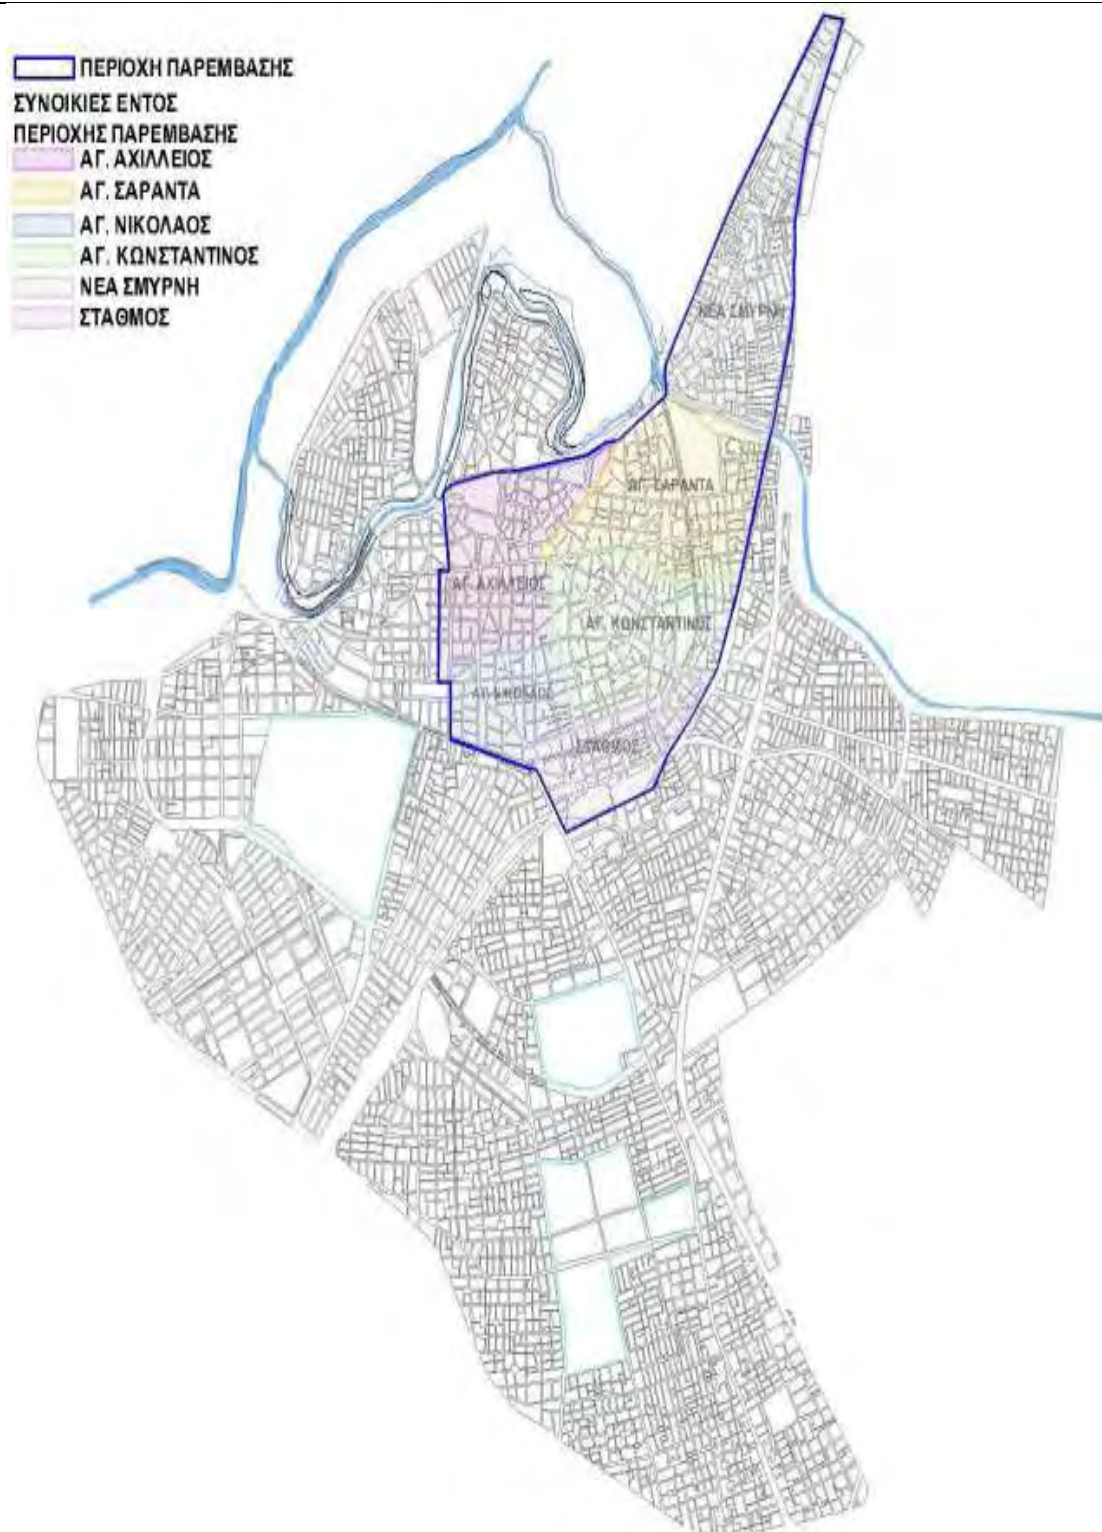 ΠΕΡΙΟΧΗ ΠΑΡΕΜΒΑΣΗΣ
ΣΥΝΟΙΚΙΕΣ ΕΝΤΟΣ
ΠΕΡΙΟΧΗΣ ΠΑΡΕΜΒΑΣΗΣ
ΑΓ. ΑΧΙΛΛΕΙΟΣ
ΑΓ. ΣΑΡΑΝΤΑ
ΑΓ. ΝΙΚΟΛΑΟΣ
ΑΓ. ΚΩΝΣΤΑΝΤΙΝΟΣ
ΝΕΑ ΣΜΥΡΝΗ
ΣΤΑΘΜΟΣ
ΝΕΑ ΣΜΥΡΝΗ
ΑΓ. ΣΑΡΑΝΤΑ
ΑΓ. ΑΧΙΛΛΕΙΟΣ
ΑΓ. ΚΩΝΣΤΑΝΤΙΝΟΣ
ΑΓ. ΝΙΚΟΛΑΟΣ
ΣΤΑΘΜΟΣ